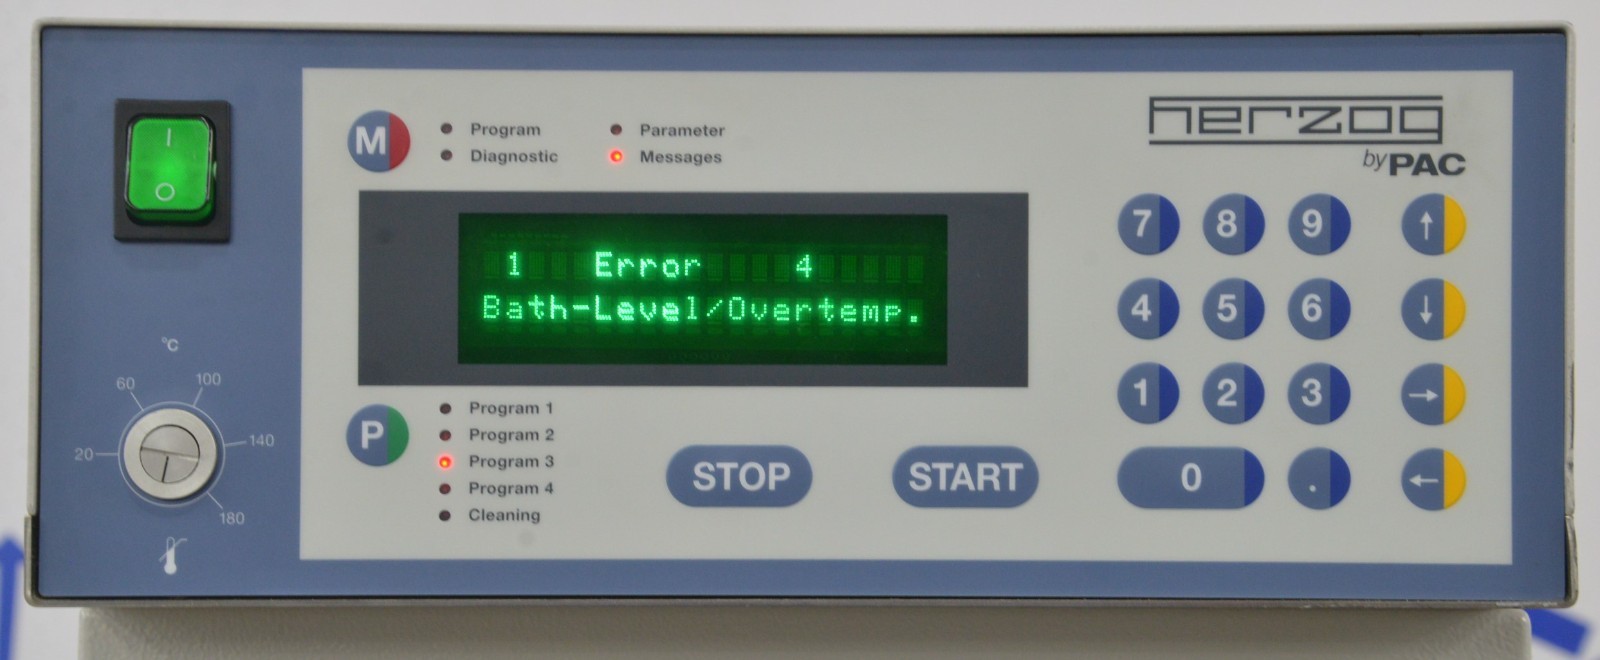 I
O
°C
60
100
20
140
180
M
Program
Diagnostic
Parameter
Messages
1 Error 4
Bath-Level/Overtemp.
P
Program 1
Program 2
Program 3
Program 4
Cleaning
STOP
START
herzog
by PAC
7 8 9 ↑
4 5 6 ↓
1 2 3 →
0 . ←